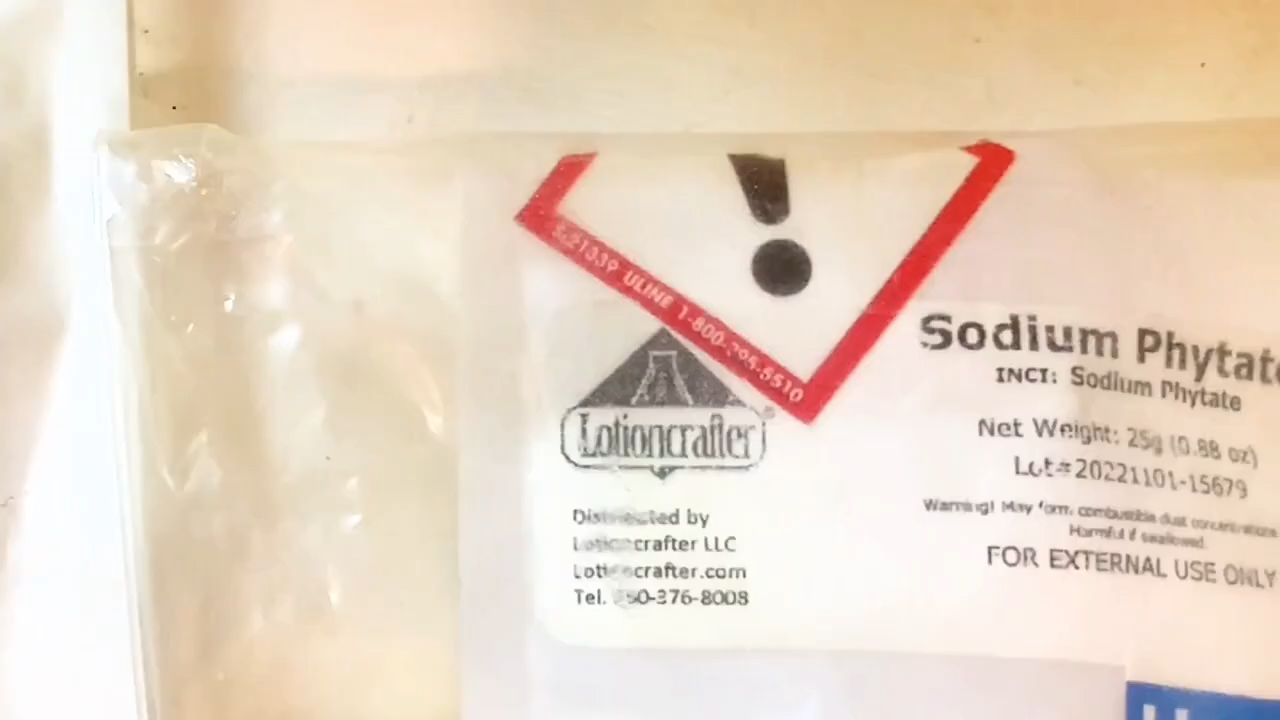 ULINE 1-800-295-5510
Lotioncrafter®
Distributed by
Lotioncrafter LLC
Lotioncrafter.com
Tel. 360-376-8008
Sodium Phytate
INCI: Sodium Phytate
Net Weight: 25g (0.88 oz)
Lot#20221101-15679
Warning! May form combustible dust concentrations
Harmful if swallowed.
FOR EXTERNAL USE ONLY